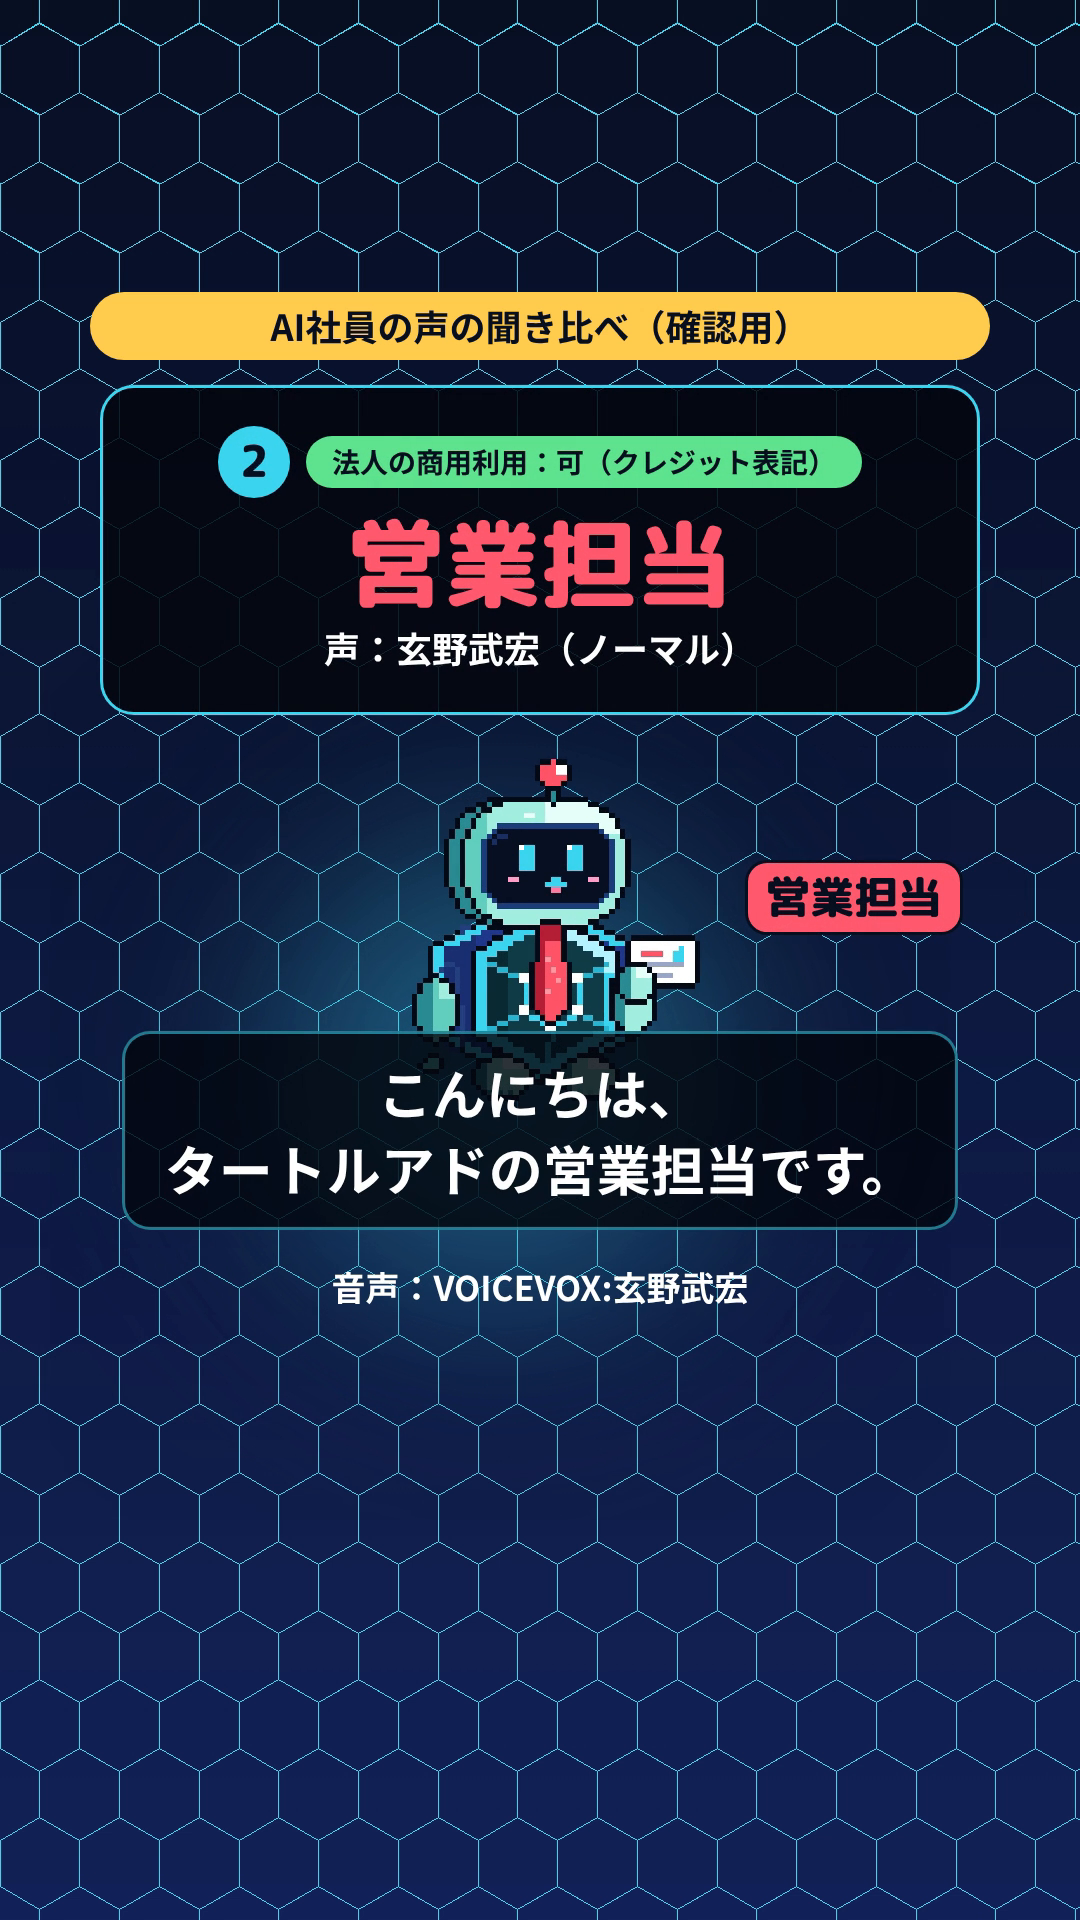 AI社員の声の聞き比べ（確認用）
2
法人の商用利用：可（クレジット表記）
営業担当
声：玄野武宏（ノーマル）
営業担当
こんにちは、
タートルアドの営業担当です。
音声：VOICEVOX:玄野武宏